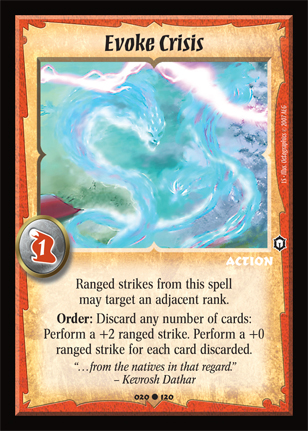 Evoke Crisis
1
ACTION
Ranged strikes from this spell
may target an adjacent rank.
Order: Discard any number of cards:
Perform a +2 ranged strike. Perform a +0
ranged strike for each card discarded.
“…from the natives in that regard.”
– Kevrosh Dathar
020 ● 120